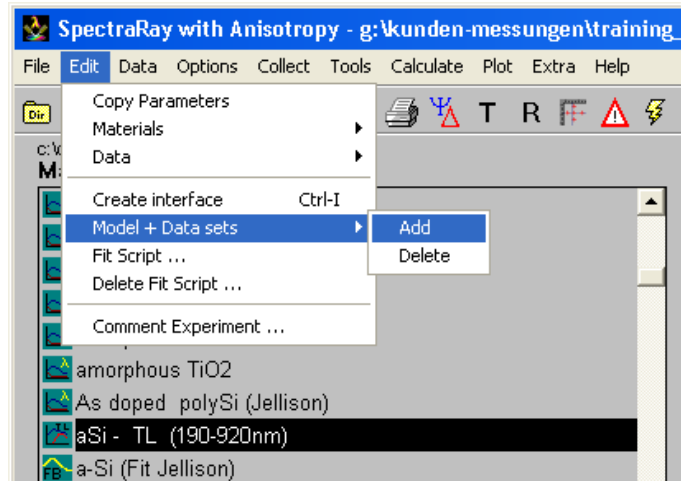 SpectraRay with Anisotropy - g:\kunden-messungen\training_
File Edit Data Options Collect Tools Calculate Plot Extra Help
Dir T R
Copy Parameters
Materials
Data
Create interface Ctrl-I
Model + Data sets
Add
Fit Script ...
Delete
Delete Fit Script ...
Comment Experiment ...
amorphous TiO2
As doped polySi (Jellison)
aSi - TL (190-920nm)
FB a-Si (Fit Jellison)